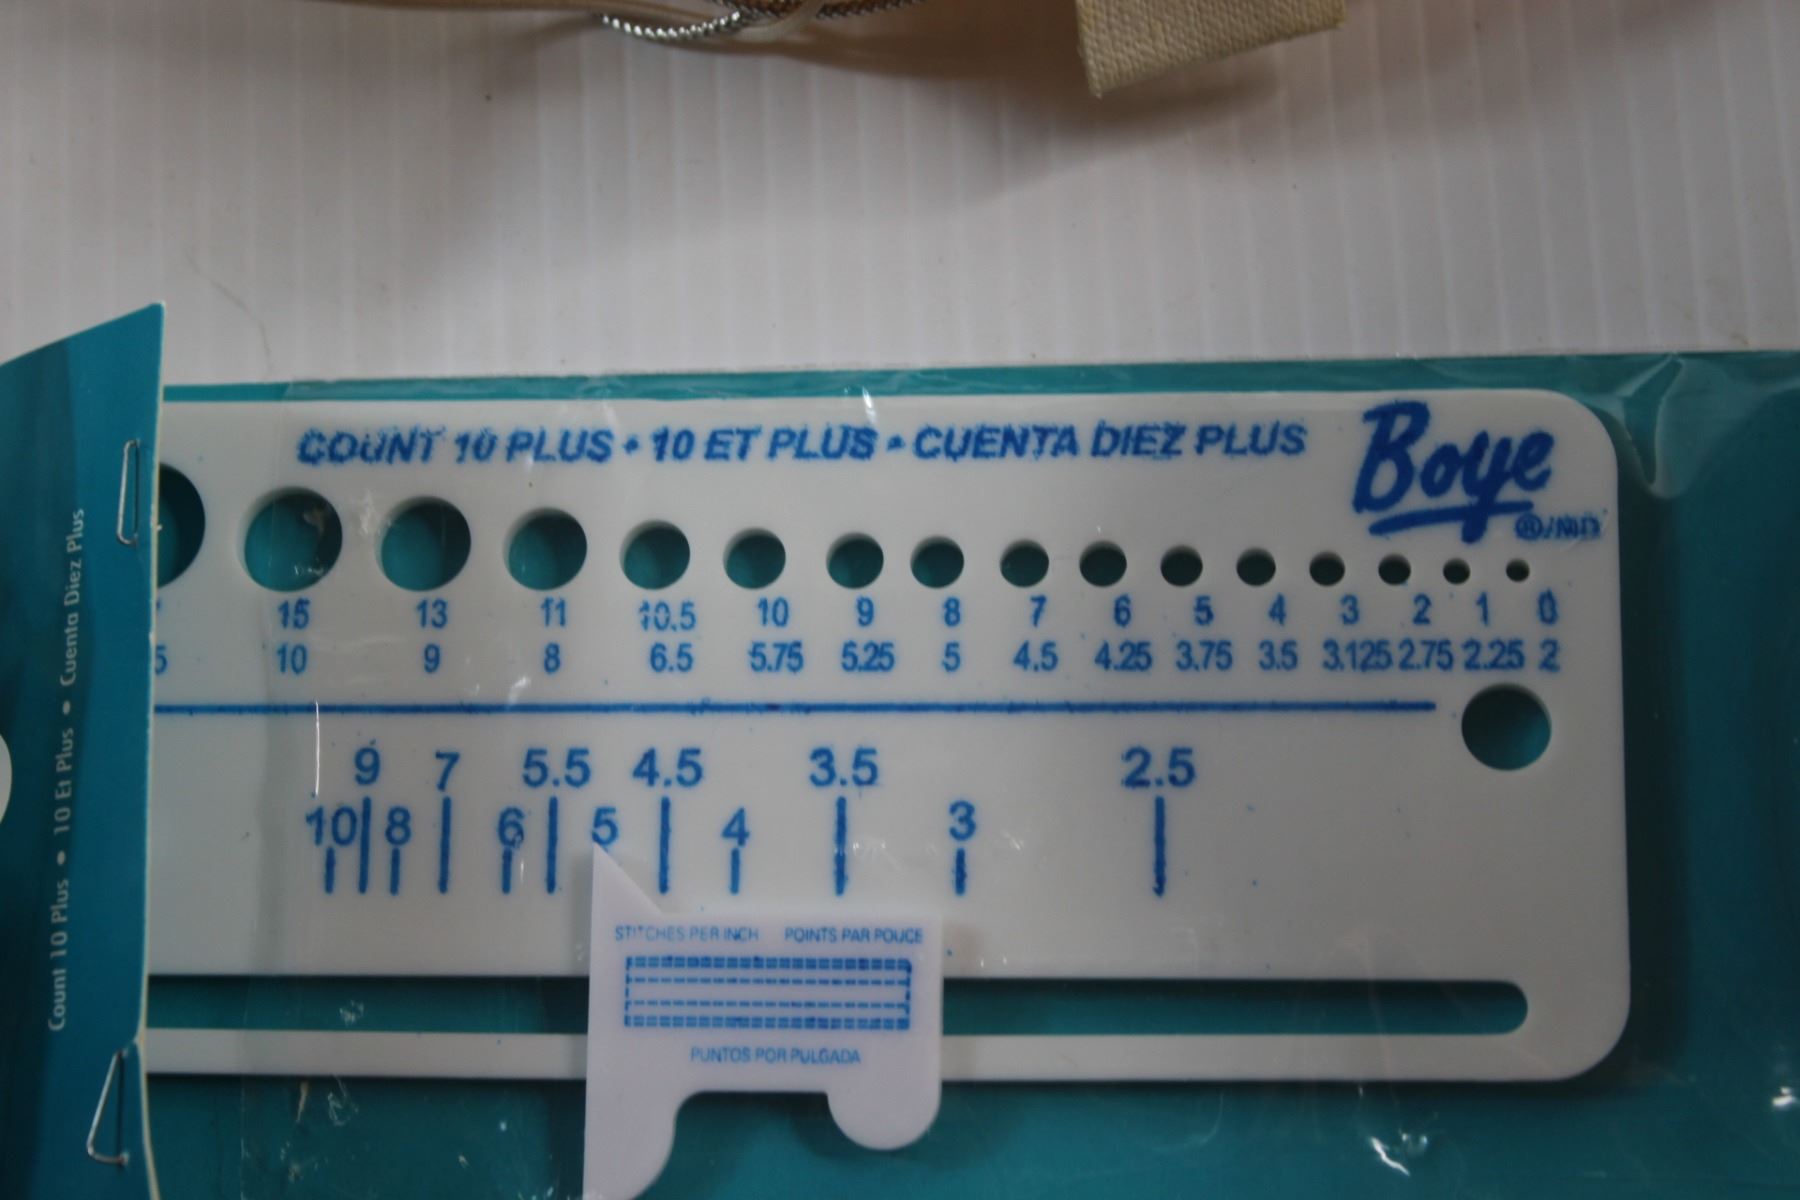 COUNT 10 PLUS • 10 ET PLUS • CUENTA DIEZ PLUS
Boye
15 13 11 10.5 10 9 8 7 6 5 4 3 2 1 0
5 10 9 8 6.5 5.75 5.25 5 4.5 4.25 3.75 3.5 3.125 2.75 2.25 2
9 7 5.5 4.5 3.5 2.5
10 8 6 5 4 3
STITCHES PER INCH POINTS PAR POUCE
PUNTOS POR PULGADA
Count 10 Plus • 10 Et Plus • Cuenta Diez Plus